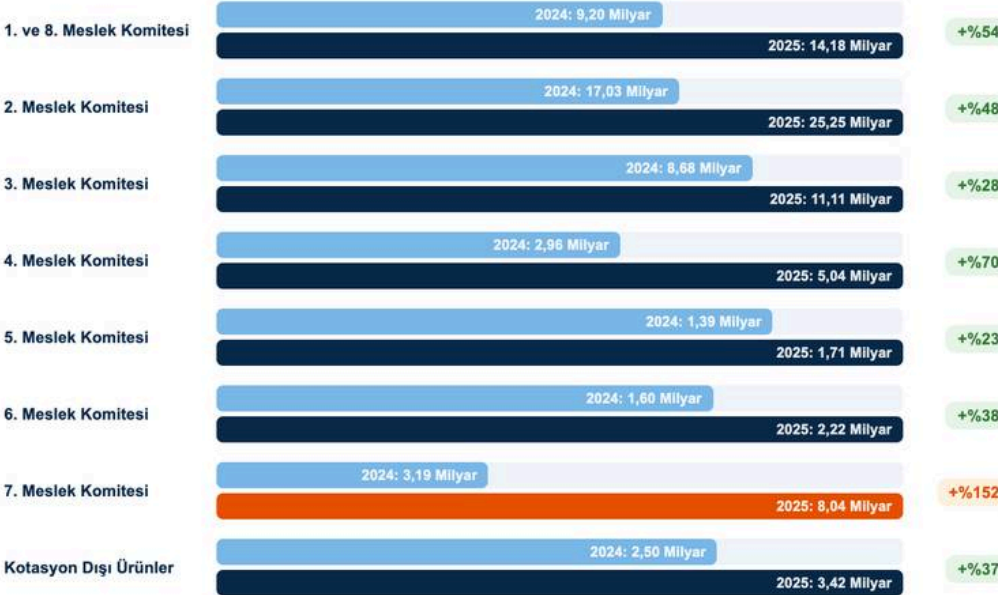 2024: 9,20 Milyar
1. ve 8. Meslek Komitesi
+%54
2025: 14,18 Milyar
2024: 17,03 Milyar
2. Meslek Komitesi
+%48
2025: 25,25 Milyar
2024: 8,68 Milyar
3. Meslek Komitesi
+%28
2025: 11,11 Milyar
2024: 2,96 Milyar
4. Meslek Komitesi
+%70
2025: 5,04 Milyar
2024: 1,39 Milyar
5. Meslek Komitesi
+%23
2025: 1,71 Milyar
2024: 1,60 Milyar
6. Meslek Komitesi
+%38
2025: 2,22 Milyar
2024: 3,19 Milyar
7. Meslek Komitesi
+%152
2025: 8,04 Milyar
2024: 2,50 Milyar
Kotasyon Dışı Ürünler
+%37
2025: 3,42 Milyar